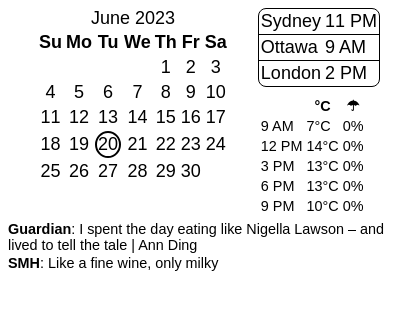 June 2023
Su Mo Tu We Th Fr Sa
1 2 3
4 5 6 7 8 9 10
11 12 13 14 15 16 17
18 19 20 21 22 23 24
25 26 27 28 29 30
Sydney 11 PM
Ottawa 9 AM
London 2 PM
°C ☂
9 AM 7°C 0%
12 PM 14°C 0%
3 PM 13°C 0%
6 PM 13°C 0%
9 PM 10°C 0%
Guardian: I spent the day eating like Nigella Lawson – and
lived to tell the tale | Ann Ding
SMH: Like a fine wine, only milky